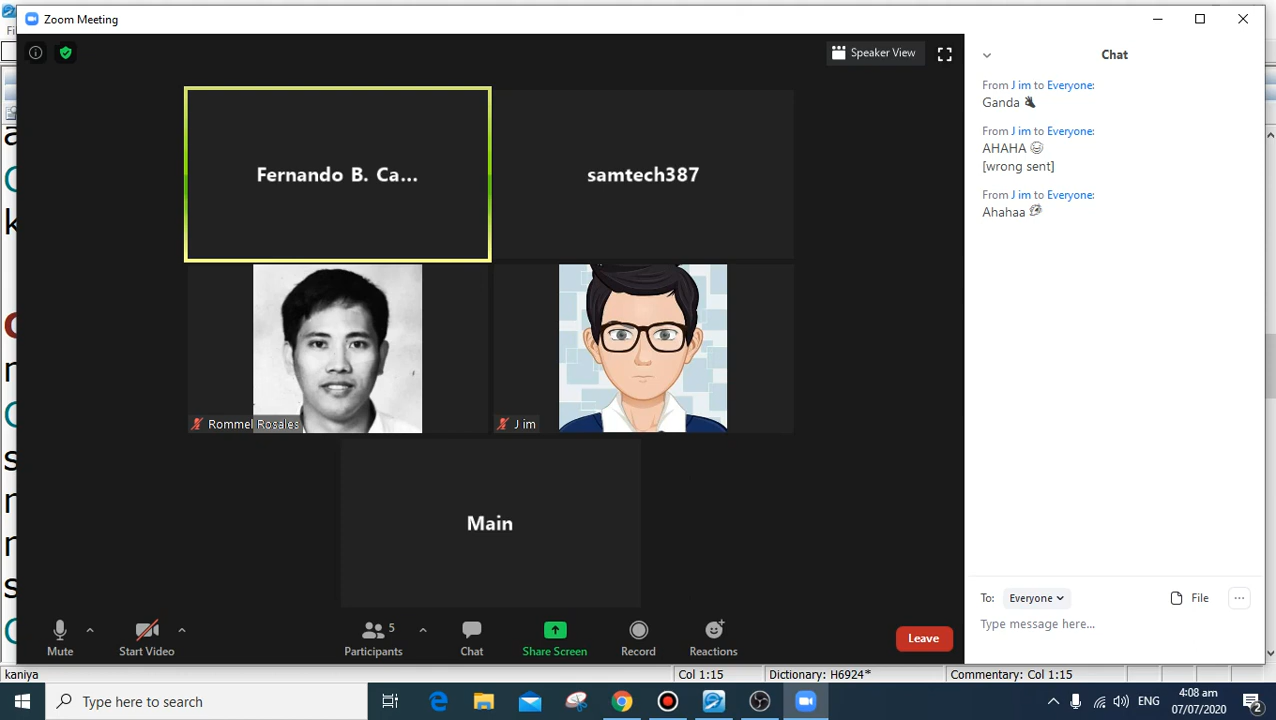 Zoom Meeting
Speaker View
Chat
From J im to Everyone:
Ganda
From J im to Everyone:
AHAHA
[wrong sent]
From J im to Everyone:
Ahahaa
Fernando B. Ca...
samtech387
Rommel Rosales
J im
Main
To: Everyone
File
Type message here...
Mute
Start Video
5
Participants
Chat
Share Screen
Record
Reactions
Leave
kaniya
Col 1:15
Dictionary: H6924*
Commentary: Col 1:15
Type here to search
ENG
4:08 am
07/07/2020
2